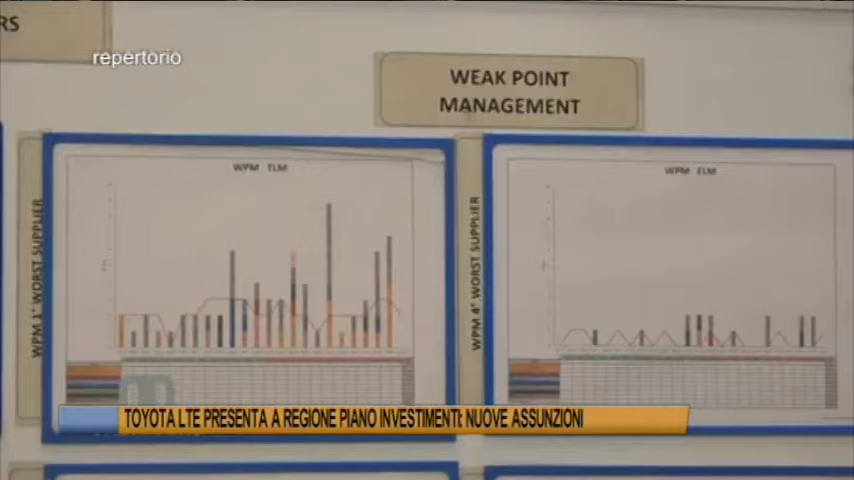 RS
repertorio
WEAK POINT
MANAGEMENT
WPM TLM
WPM ELM
WPM 1° WORST SUPPLIER
WPM 4° WORST SUPPLIER
TOYOTA LTE PRESENTA A REGIONE PIANO INVESTIMENTI: NUOVE ASSUNZIONI